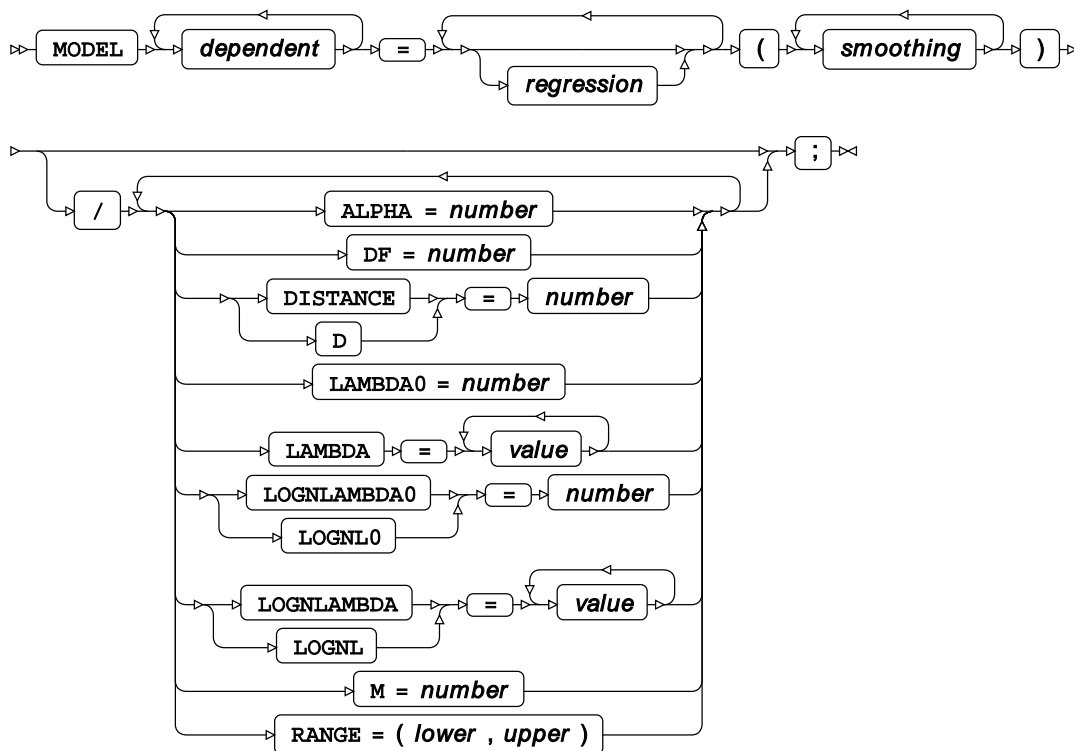 MODEL dependent = regression ( smoothing )
/ ;
ALPHA = number
DF = number
DISTANCE = number
D
LAMBDA0 = number
LAMBDA = value
LOGNLAMBDA0 = number
LOGNL0
LOGNLAMBDA = value
LOGNL
M = number
RANGE = ( lower , upper )